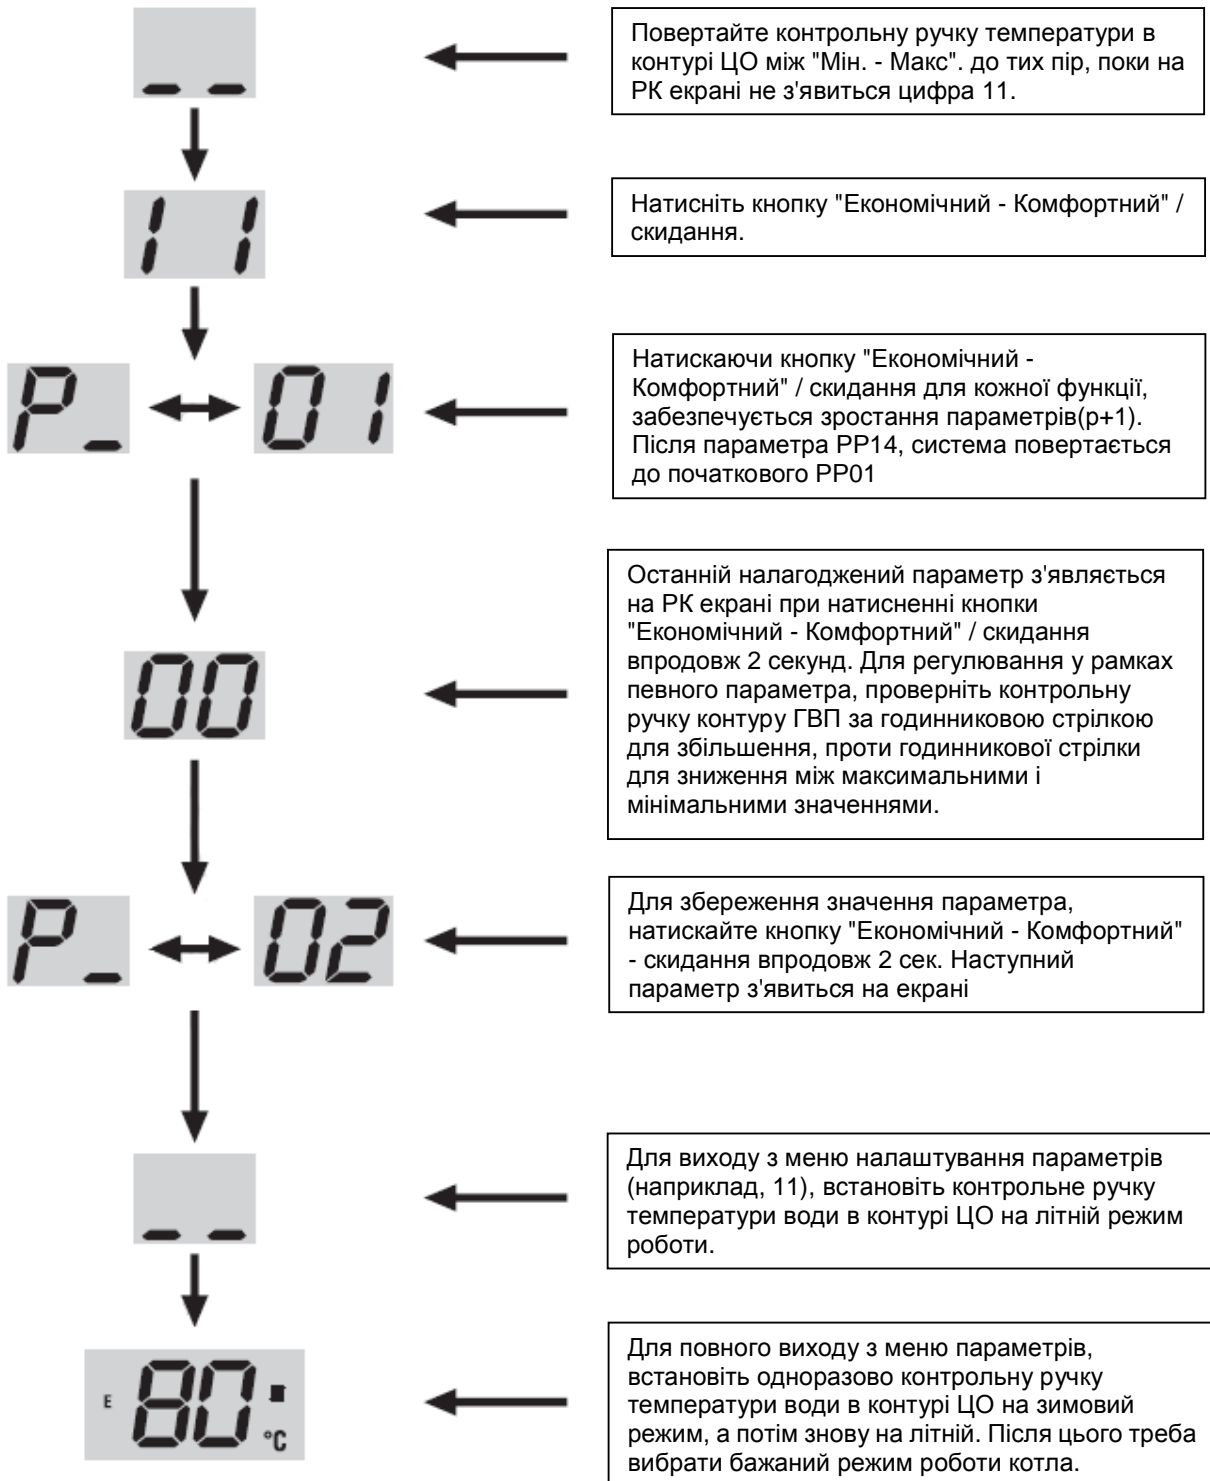 _ _
Повертайте контрольну ручку температури в
контурі ЦО між "Мін. - Макс". до тих пір, поки на
РК екрані не з'явиться цифра 11.
11
Натисніть кнопку "Економічний - Комфортний" /
скидання.
P_
01
Натискаючи кнопку "Економічний -
Комфортний" / скидання для кожної функції,
забезпечується зростання параметрів(p+1).
Після параметра PP14, система повертається
до початкового PP01
00
Останній налагоджений параметр з'являється
на РК екрані при натисненні кнопки
"Економічний - Комфортний" / скидання
впродовж 2 секунд. Для регулювання у рамках
певного параметра, проверніть контрольну
ручку контуру ГВП за годинниковою стрілкою
для збільшення, проти годинникової стрілки
для зниження між максимальними і
мінімальними значеннями.
P_
02
Для збереження значення параметра,
натискайте кнопку "Економічний - Комфортний"
- скидання впродовж 2 сек. Наступний
параметр з'явиться на екрані
_ _
Для виходу з меню налаштування параметрів
(наприклад, 11), встановіть контрольне ручку
температури води в контурі ЦО на літній режим
роботи.
E 80 °C
Для повного виходу з меню параметрів,
встановіть одноразово контрольну ручку
температури води в контурі ЦО на зимовий
режим, а потім знову на літній. Після цього треба
вибрати бажаний режим роботи котла.